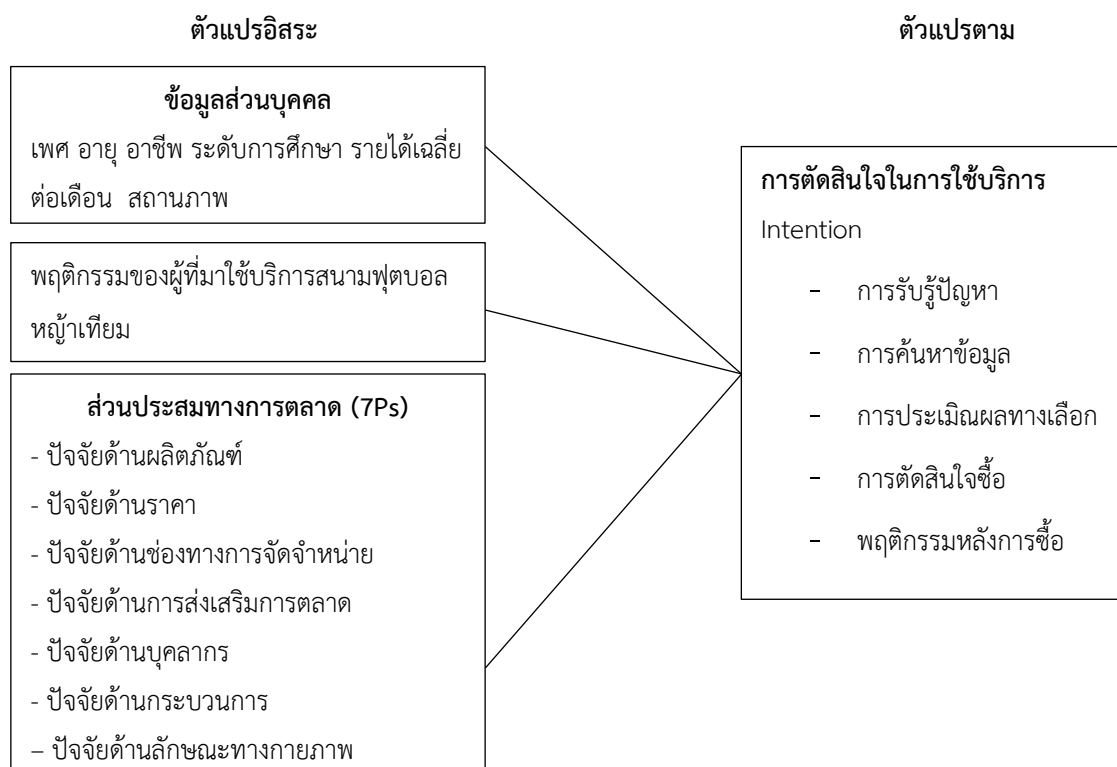 ตัวแปรอิสระ
ตัวแปรตาม
ข้อมูลส่วนบุคคล
เพศ อายุ อาชีพ ระดับการศึกษา รายได้เฉลี่ย
ต่อเดือน สถานภาพ
พฤติกรรมของผู้ที่มาใช้บริการสนามฟุตบอล
หญ้าเทียม
ส่วนประสมทางการตลาด (7Ps)
- ปัจจัยด้านผลิตภัณฑ์
- ปัจจัยด้านราคา
- ปัจจัยด้านช่องทางการจัดจำหน่าย
- ปัจจัยด้านการส่งเสริมการตลาด
- ปัจจัยด้านบุคลากร
- ปัจจัยด้านกระบวนการ
– ปัจจัยด้านลักษณะทางกายภาพ
การตัดสินใจในการใช้บริการ
Intention
- การรับรู้ปัญหา
- การค้นหาข้อมูล
- การประเมิณผลทางเลือก
- การตัดสินใจซื้อ
- พฤติกรรมหลังการซื้อ